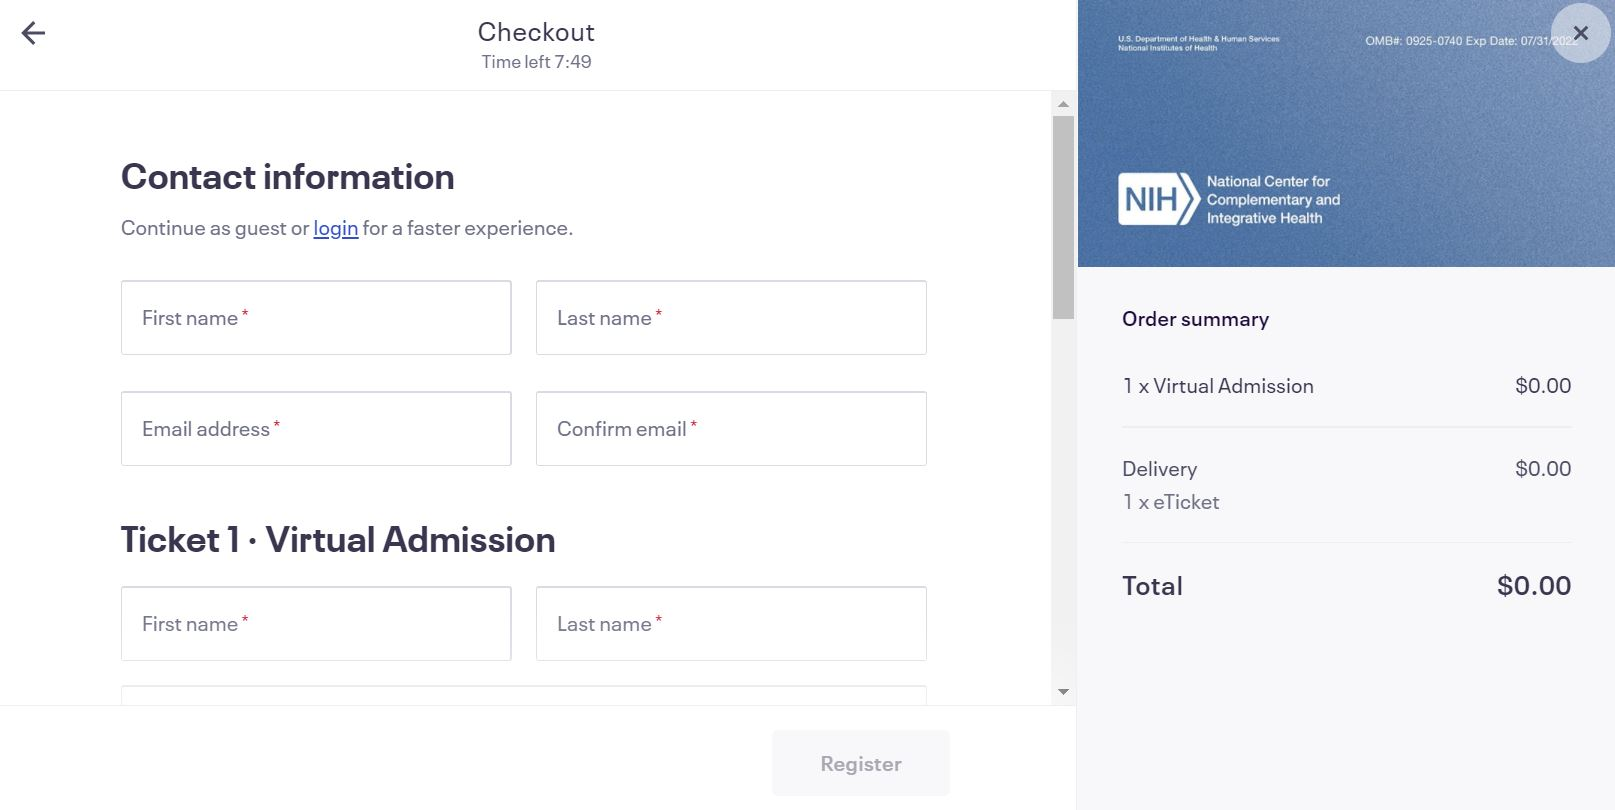 Checkout
Time left 7:49
Contact information
Continue as guest or login for a faster experience.
First name*
Last name*
Email address*
Confirm email*
Ticket 1 · Virtual Admission
First name*
Last name*
Register
U.S. Department of Health & Human Services
National Institutes of Health
OMB#: 0925-0740 Exp Date: 07/31/2022
NIH
National Center for
Complementary and
Integrative Health
Order summary
1 x Virtual Admission
$0.00
Delivery
$0.00
1 x eTicket
Total
$0.00